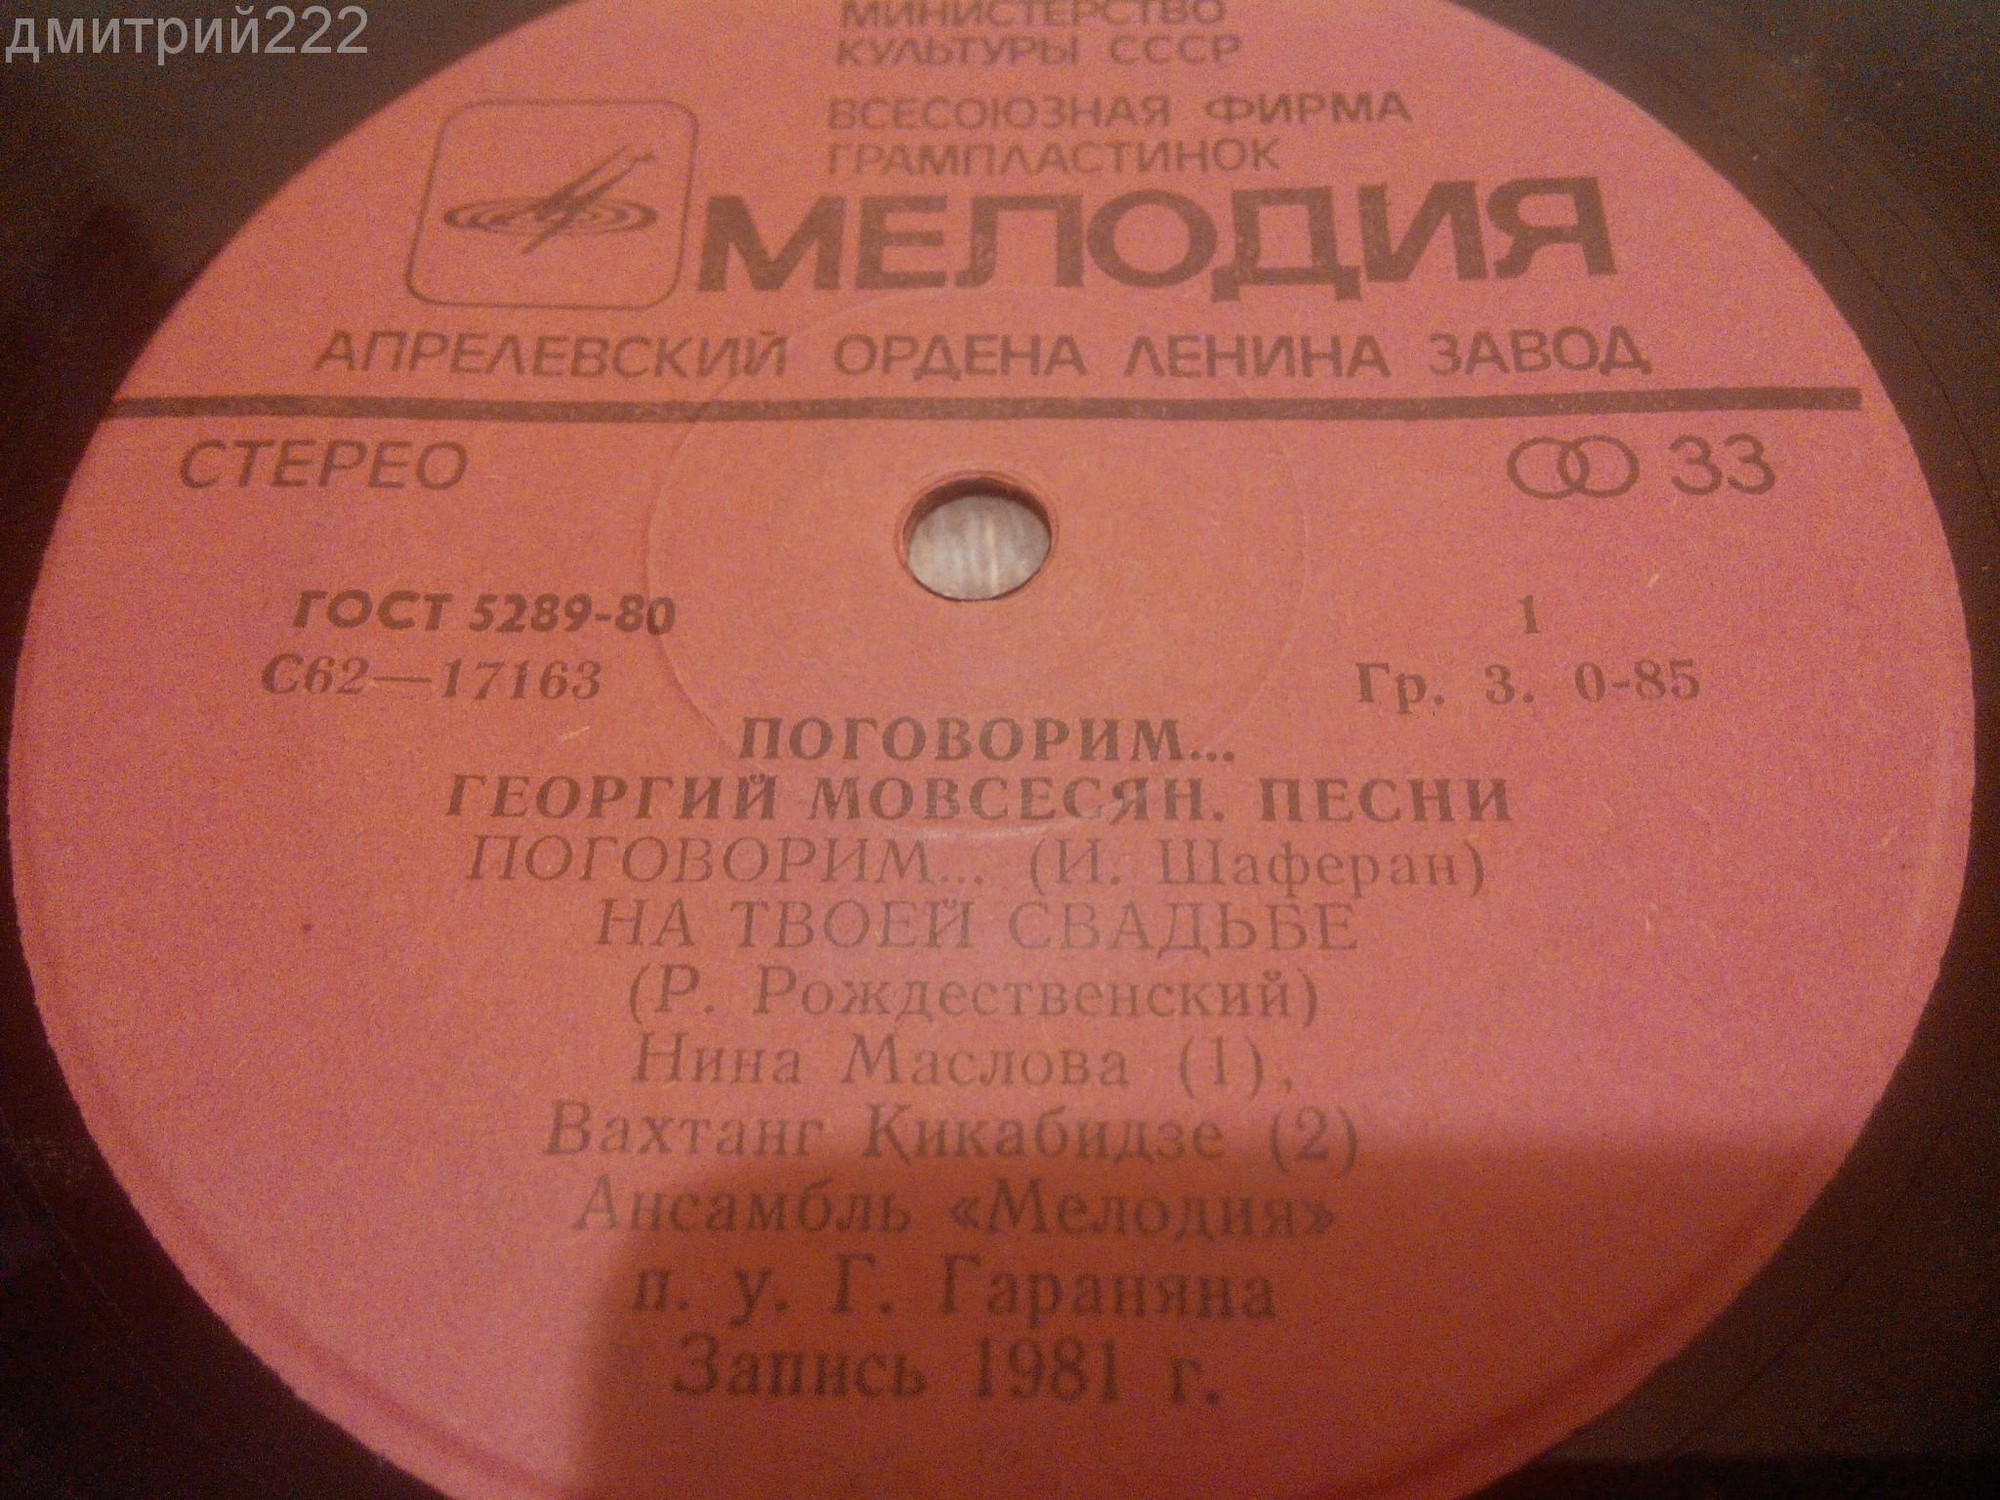 дмитрий222
МИНИСТЕРСТВО
КУЛЬТУРЫ СССР
ВСЕСОЮЗНАЯ ФИРМА
ГРАМПЛАСТИНОК
МЕЛОДИЯ
АПРЕЛЕВСКИЙ ОРДЕНА ЛЕНИНА ЗАВОД
СТЕРЕО 33
ГОСТ 5289-80 1
С62—17163 Гр. 3. 0-85
ПОГОВОРИМ...
ГЕОРГИЙ МОВСЕСЯН. ПЕСНИ
ПОГОВОРИМ... (И. Шаферан)
НА ТВОЕЙ СВАДЬБЕ
(Р. Рождественский)
Нина Маслова (1),
Вахтанг Кикабидзе (2)
Ансамбль «Мелодия»
п. у. Г. Гараняна
Запись 1981 г.